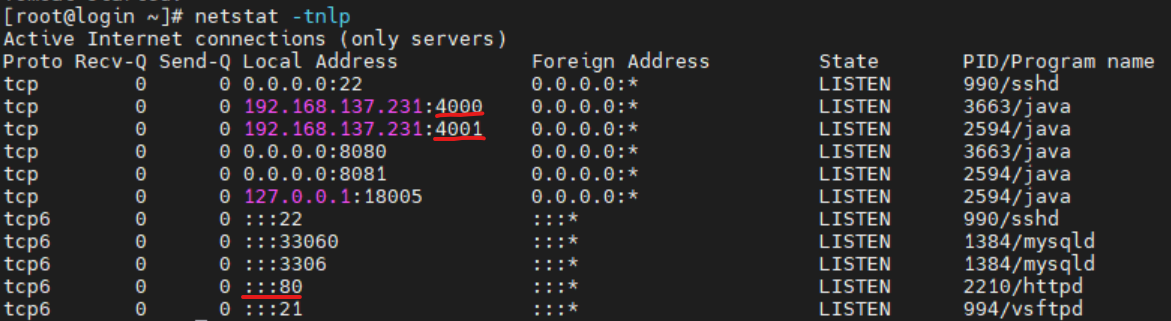 [root@login ~]# netstat -tnlp
Active Internet connections (only servers)
Proto Recv-Q Send-Q Local Address           Foreign Address         State       PID/Program name
tcp        0      0 0.0.0.0:22              0.0.0.0:*               LISTEN      990/sshd
tcp        0      0 192.168.137.231:4000    0.0.0.0:*               LISTEN      3663/java
tcp        0      0 192.168.137.231:4001    0.0.0.0:*               LISTEN      2594/java
tcp        0      0 0.0.0.0:8080            0.0.0.0:*               LISTEN      3663/java
tcp        0      0 0.0.0.0:8081            0.0.0.0:*               LISTEN      2594/java
tcp        0      0 127.0.0.1:18005         0.0.0.0:*               LISTEN      2594/java
tcp6       0      0 :::22                   :::*                    LISTEN      990/sshd
tcp6       0      0 :::33060                :::*                    LISTEN      1384/mysqld
tcp6       0      0 :::3306                 :::*                    LISTEN      1384/mysqld
tcp6       0      0 :::80                   :::*                    LISTEN      2210/httpd
tcp6       0      0 :::21                   :::*                    LISTEN      994/vsftpd